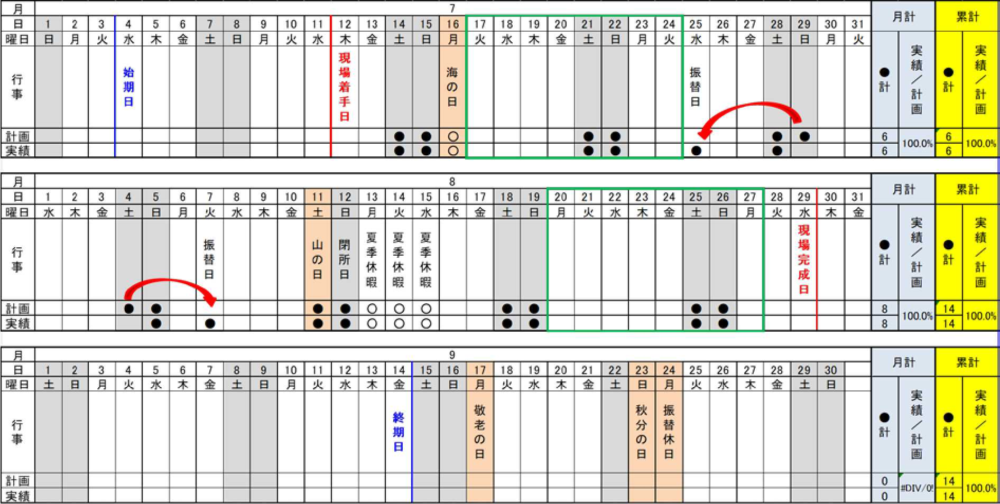 月 7 月計 累計
日 1 2 3 4 5 6 7 8 9 10 11 12 13 14 15 16 17 18 19 20 21 22 23 24 25 26 27 28 29 30 31
曜日 日 月 火 水 木 金 土 日 月 火 水 木 金 土 日 月 火 水 木 金 土 日 月 火 水 木 金 土 日 月 火
行事 始期日 現場着手日 海の日 振替日 ●計 実績／計画 ●計 実績／計画
計画 ● ● ○ ● ● ● ● 6 100.0% 6 100.0%
実績 ● ● ○ ● ● ● ● 6 6
月 8 月計 累計
日 1 2 3 4 5 6 7 8 9 10 11 12 13 14 15 16 17 18 19 20 21 22 23 24 25 26 27 28 29 30 31
曜日 水 木 金 土 日 月 火 水 木 金 土 日 月 火 水 木 金 土 日 月 火 水 木 金 土 日 月 火 水 木 金
行事 振替日 山の日 閉所日 夏季休暇 夏季休暇 夏季休暇 現場完成日 ●計 実績／計画 ●計 実績／計画
計画 ● ● ● ● ○ ○ ○ ● ● ● ● 8 100.0% 14 100.0%
実績 ● ● ● ● ○ ○ ○ ● ● ● ● 8 14
月 9 月計 累計
日 1 2 3 4 5 6 7 8 9 10 11 12 13 14 15 16 17 18 19 20 21 22 23 24 25 26 27 28 29 30
曜日 土 日 月 火 水 木 金 土 日 月 火 水 木 金 土 日 月 火 水 木 金 土 日 月 火 水 木 金 土 日
行事 終期日 敬老の日 秋分の日 振替休日 ●計 実績／計画 ●計 実績／計画
計画 0 #DIV/0! 14 100.0%
実績 0 14